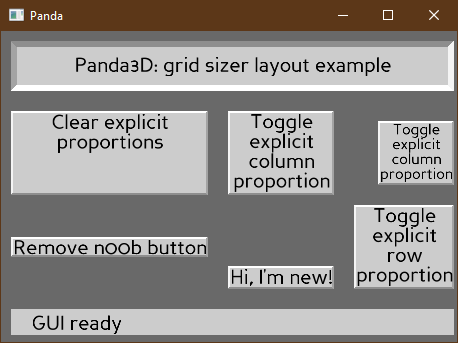 Panda
Panda3D: grid sizer layout example
Clear explicit
proportions
Toggle
explicit
column
proportion
Toggle
explicit
column
proportion
Remove n00b button
Hi, I'm new!
Toggle
explicit
row
proportion
GUI ready